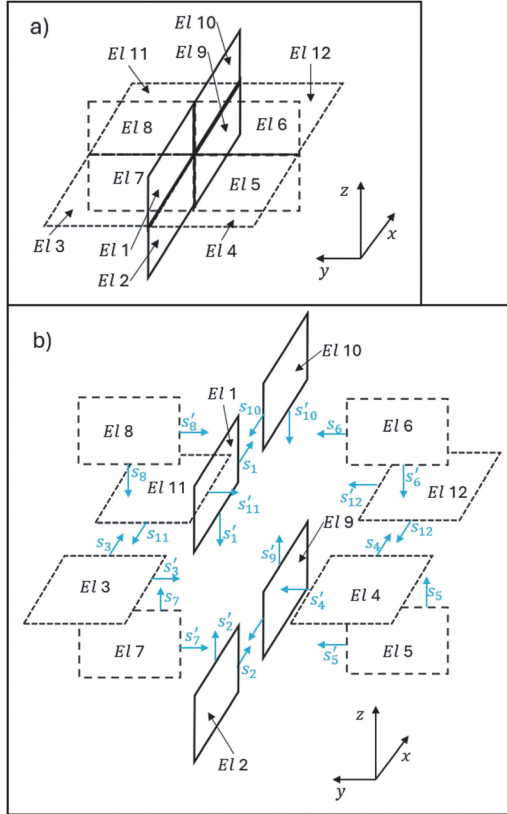 a)
El 10
El 9
El 11
El 12
El 8
El 6
El 7
El 5
El 3
El 1
El 4
El 2
z
x
y
b)
El 10
El 1
s₁₀
s′₈
s′₁₀
s₆
El 8
El 6
s₁
s₈
s′₆
El 11
s′₁₁
s′₁₂
El 12
El 9
s₃
s₁₁
s′₁
s₄
s₁₂
s′₉
s′₃
El 3
s₇
s′₄
El 4
s₅
s′₇
s′₂
El 7
s₂
s′₅
El 5
El 2
z
x
y